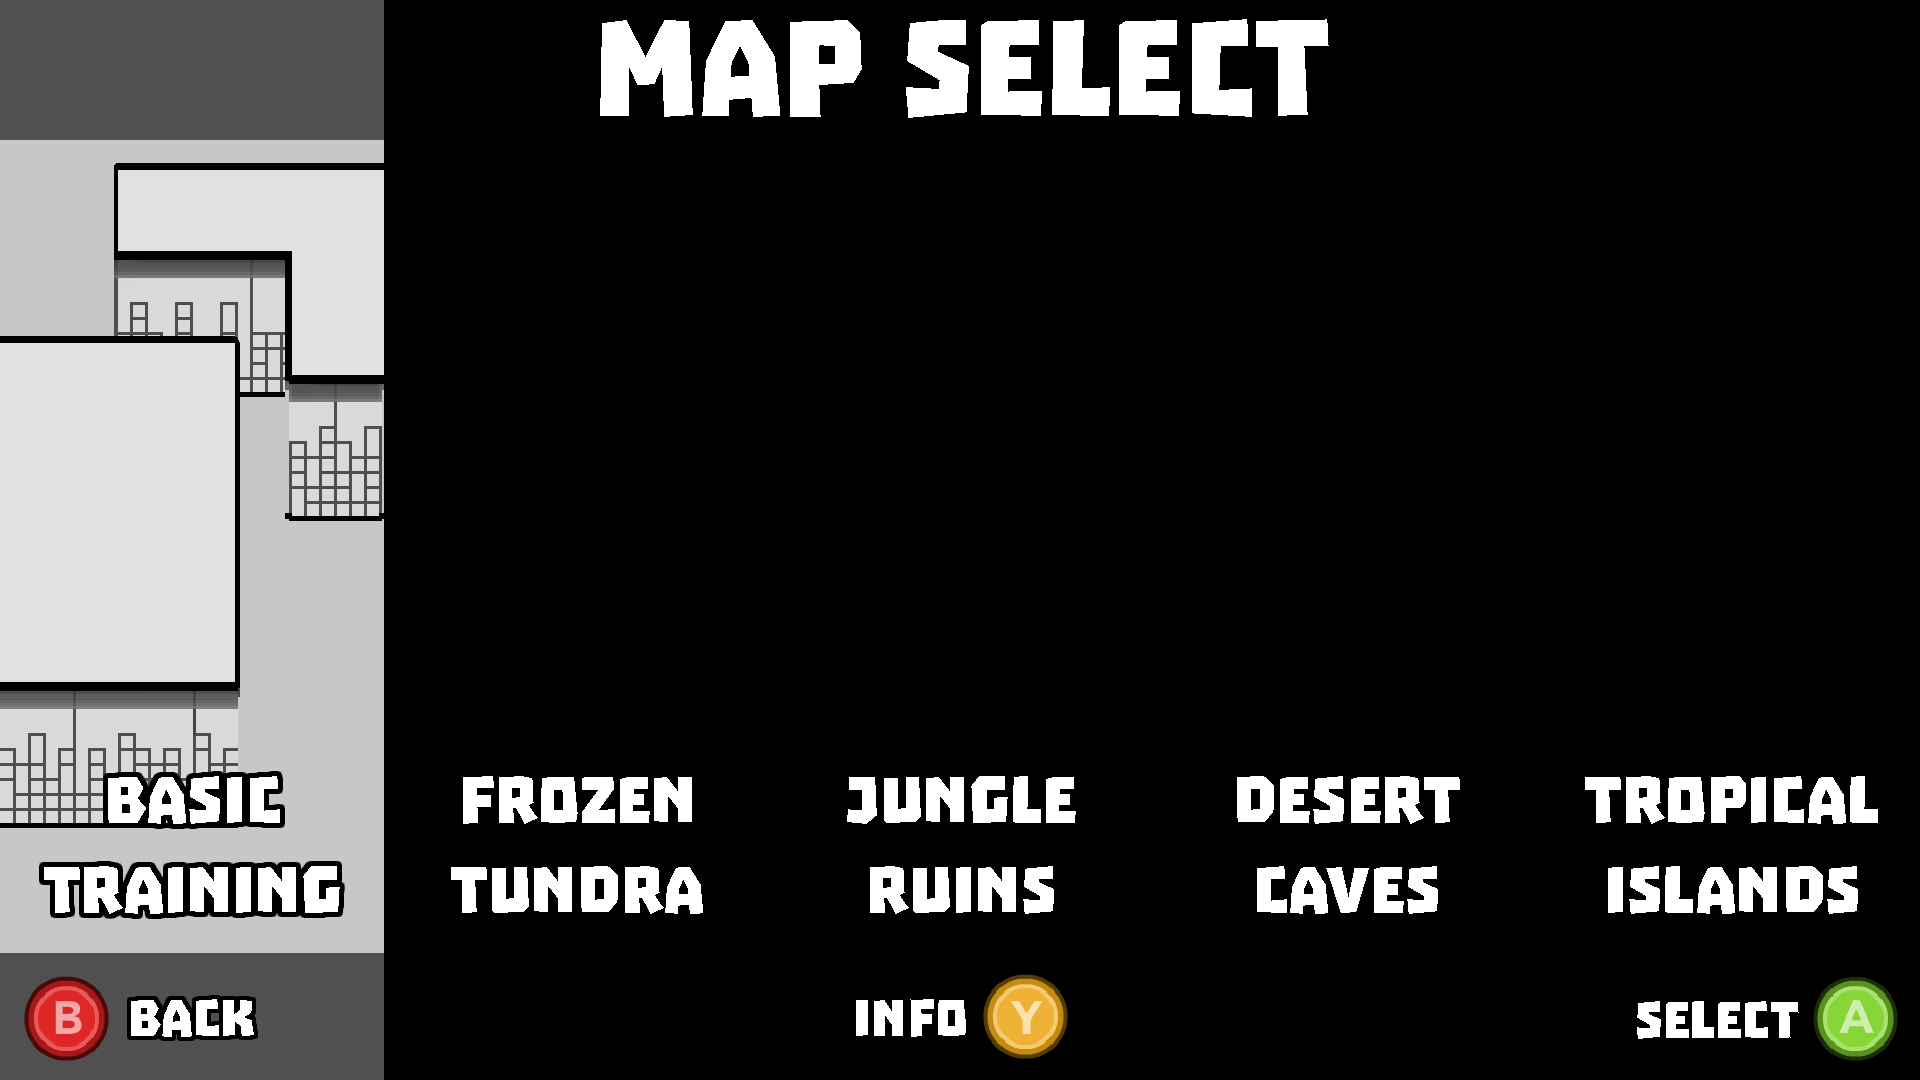 MAP SELECT
BASIC
TRAINING
FROZEN
TUNDRA
JUNGLE
RUINS
DESERT
CAVES
TROPICAL
ISLANDS
B BACK
INFO Y
SELECT A